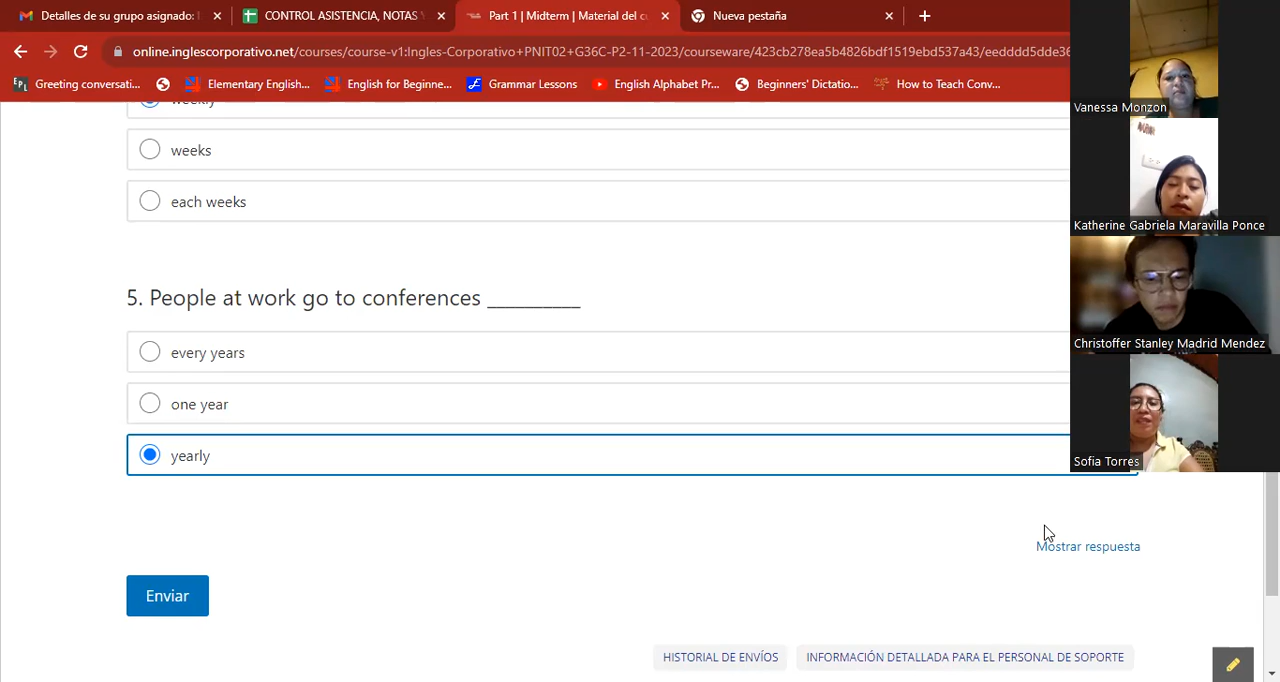 Detalles de su grupo asignado:
CONTROL ASISTENCIA, NOTAS
Part 1 | Midterm | Material del cu
Nueva pestaña
online.inglescorporativo.net/courses/course-v1:Ingles-Corporativo+PNIT02+G36C-P2-11-2023/courseware/423cb278ea5b4826bdf1519ebd537a43/eedddd5dde36
Greeting conversati...
Elementary English...
English for Beginne...
Grammar Lessons
English Alphabet Pr...
Beginners' Dictatio...
How to Teach Conv...
weekly
weeks
each weeks
5. People at work go to conferences __________
every years
one year
yearly
Mostrar respuesta
Enviar
HISTORIAL DE ENVÍOS
INFORMACIÓN DETALLADA PARA EL PERSONAL DE SOPORTE
Vanessa Monzon
Katherine Gabriela Maravilla Ponce
Christoffer Stanley Madrid Mendez
Sofia Torres